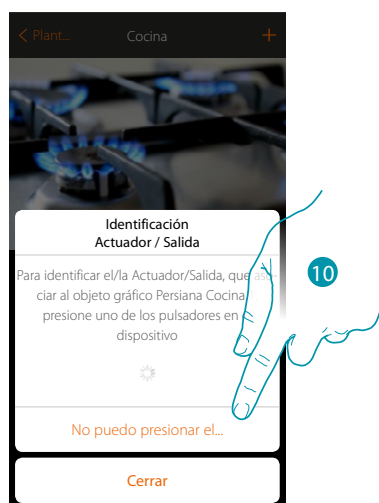 Plant...
Cocina
+
Identificación
Actuador / Salida
Para identificar el/la Actuador/Salida, que aso-
ciar al objeto gráfico Persiana Cocina,
presione uno de los pulsadores en
dispositivo
No puedo presionar el...
Cerrar
10